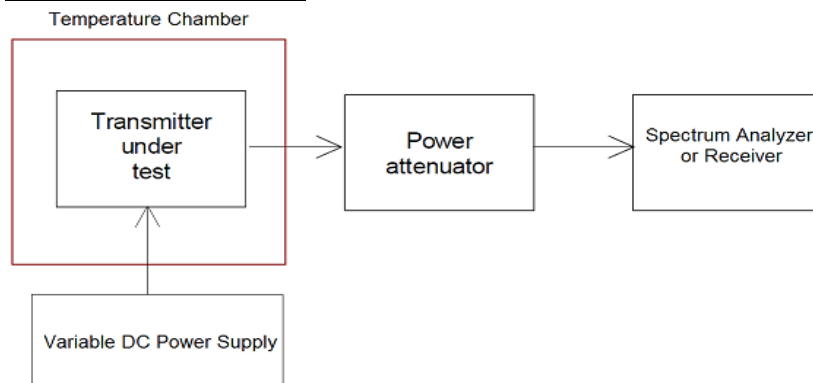 Temperature Chamber
Transmitter
under
test
Power
attenuator
Spectrum Analyzer
or Receiver
Variable DC Power Supply